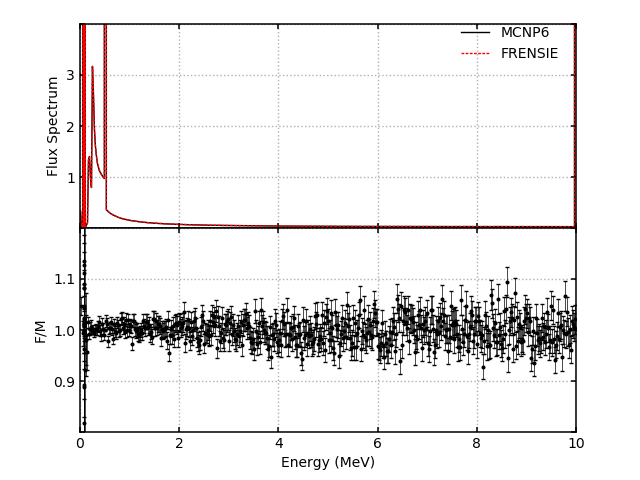 MCNP6
FRENSIE
3
2
1
Flux Spectrum
1.1
1.0
0.9
F/M
0 2 4 6 8 10
Energy (MeV)